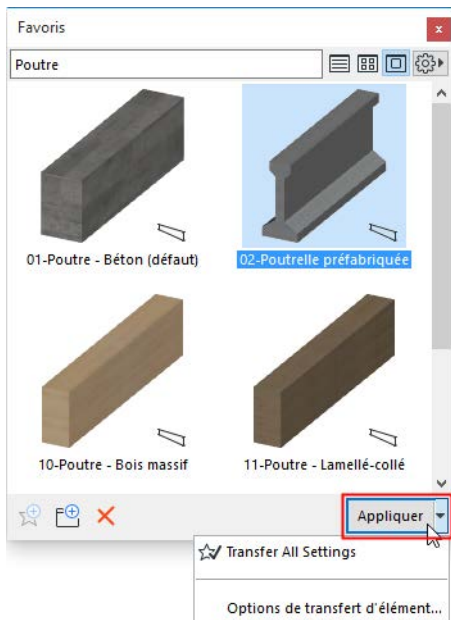 Favoris
x
Poutre
01-Poutre - Béton (défaut)
02-Poutrelle préfabriquée
10-Poutre - Bois massif
11-Poutre - Lamellé-collé
Appliquer
Transfer All Settings
Options de transfert d'élément...